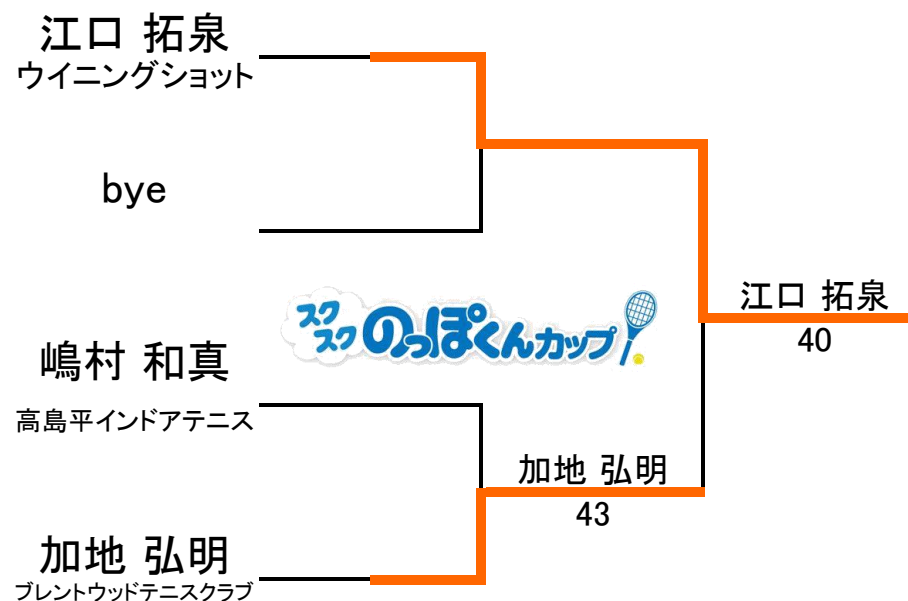 江口 拓泉
ウイニングショット
bye
スク
スク のっぽくんカップ
江口 拓泉
40
嶋村 和真
高島平インドアテニス
加地 弘明
43
加地 弘明
ブレントウッドテニスクラブ